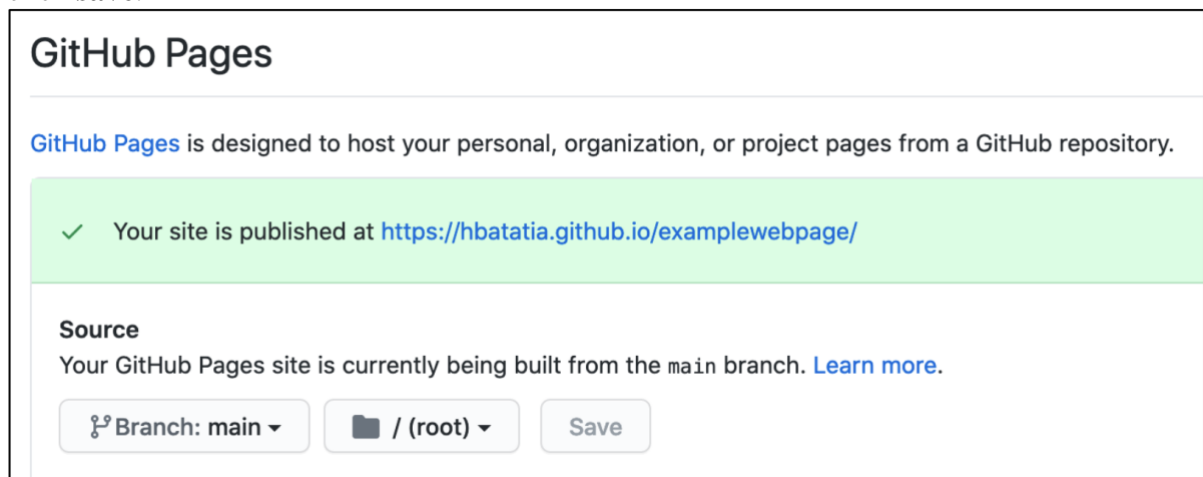 GitHub Pages
GitHub Pages is designed to host your personal, organization, or project pages from a GitHub repository.
Your site is published at https://hbatatia.github.io/examplewebpage/
Source
Your GitHub Pages site is currently being built from the main branch. Learn more.
Branch: main / (root) Save